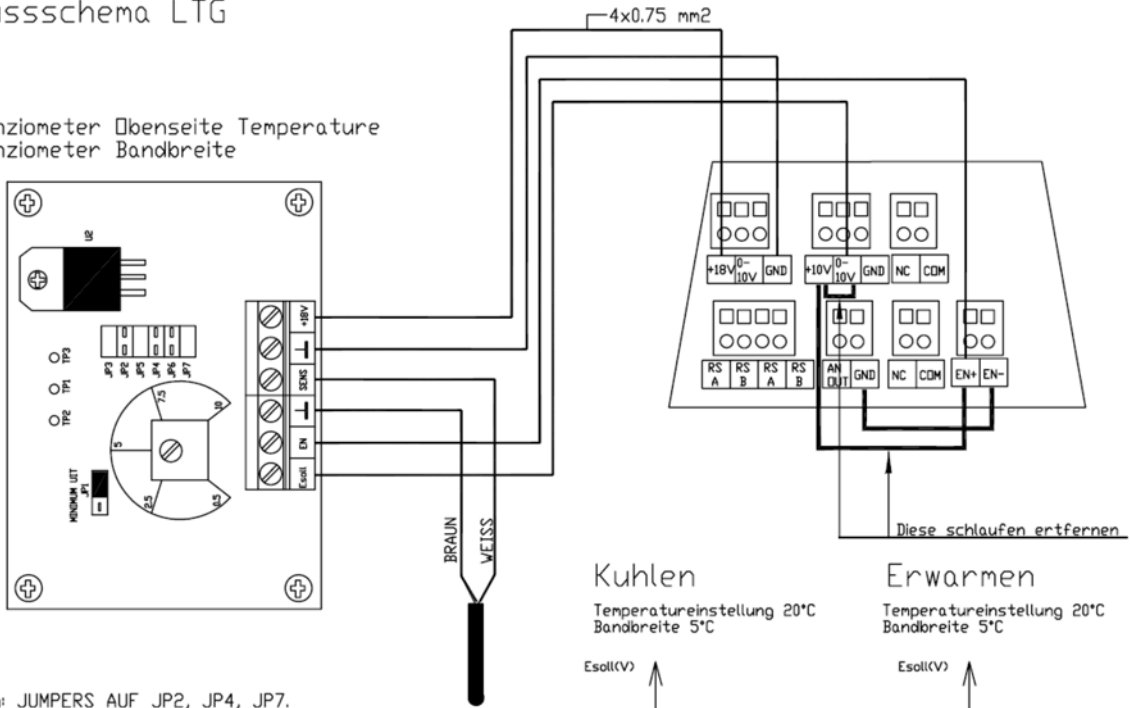 ssschema LTG
4x0.75 mm2
nziometer Obenseite Temperature
nziometer Bandbreite
U2
TP3
TP1
TP2
JP3
JP2
JP5
JP4
JP6
JP7
7.5
10
5
2.5
0.5
MINIMUM UIT
JP1
+18V
SENS
EN
Esoll
BRAUN
WEISS
+18V 0-10V GND
+10V 0-10V GND
NC COM
RS A RS B RS A RS B
AN OUT GND
NC COM
EN+ EN-
Diese schlaufen entfernen
Kuhlen
Temperatureinstellung 20°C
Bandbreite 5°C
Esoll(V)
Erwarmen
Temperatureinstellung 20°C
Bandbreite 5°C
Esoll(V)
: JUMPERS AUF JP2, JP4, JP7.